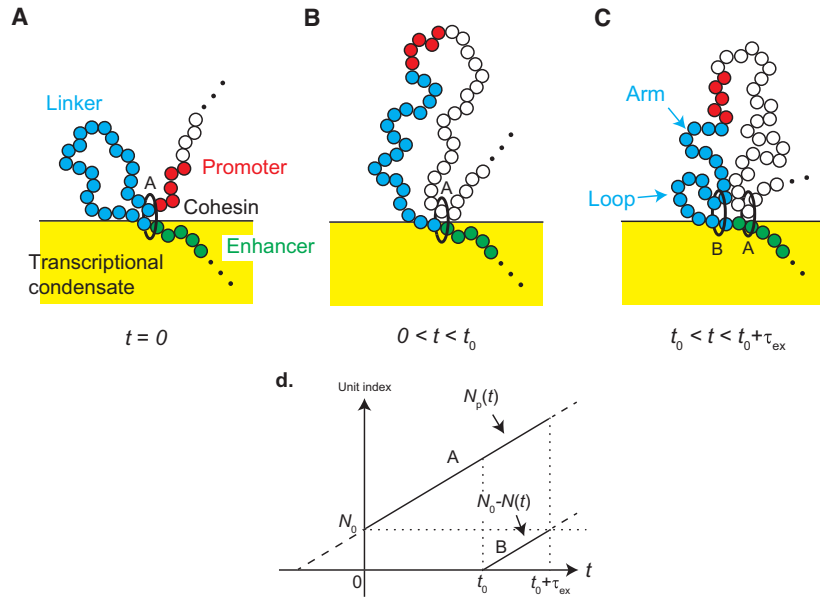 A
B
C
Linker
A
Promoter
Cohesin
Enhancer
Transcriptional
condensate
t = 0
A
0 < t < t₀
Arm
Loop
B
A
t₀ < t < t₀+τₑₓ
d.
Unit index
Nₚ(t)
A
N₀-N(t)
N₀
B
0
t₀
t₀+τₑₓ
t